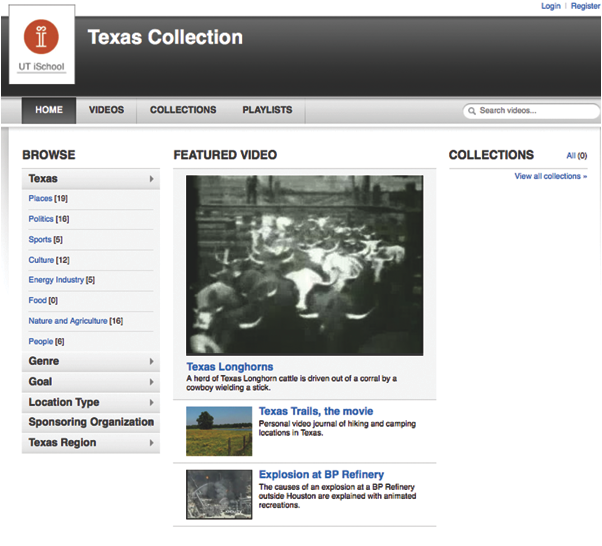 Login | Register
UT iSchool
Texas Collection
HOME VIDEOS COLLECTIONS PLAYLISTS Search videos...
BROWSE
Texas
Places [19]
Politics [16]
Sports [5]
Culture [12]
Energy Industry [5]
Food [0]
Nature and Agriculture [16]
People [6]
Genre
Goal
Location Type
Sponsoring Organization
Texas Region
FEATURED VIDEO
Texas Longhorns
A herd of Texas Longhorn cattle is driven out of a corral by a
cowboy wielding a stick.
Texas Trails, the movie
Personal video journal of hiking and camping
locations in Texas.
Explosion at BP Refinery
The causes of an explosion at a BP Refinery
outside Houston are explained with animated
recreations.
COLLECTIONS All (0)
View all collections »